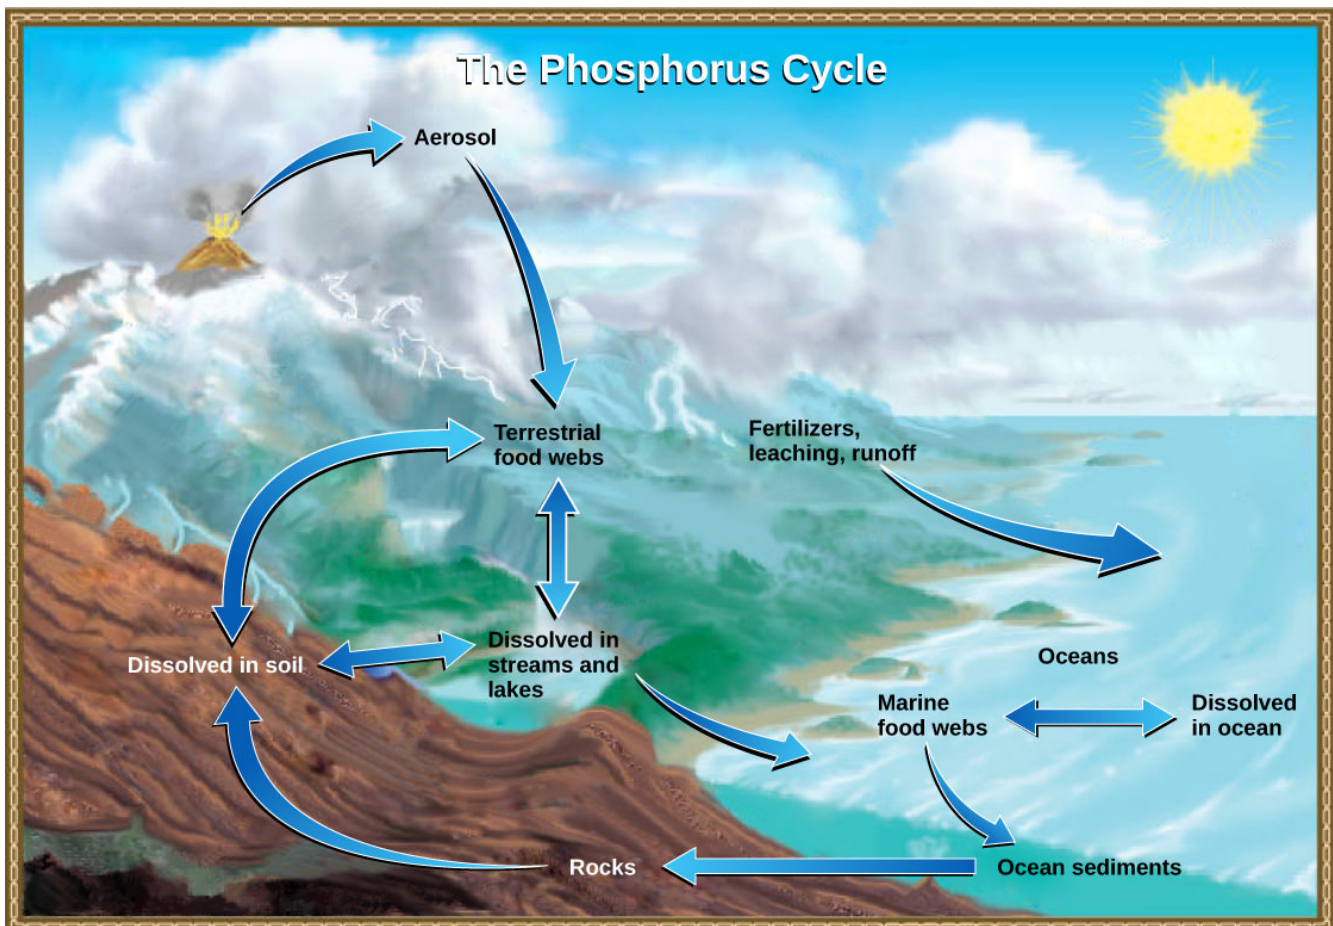 The Phosphorus Cycle
Aerosol
Terrestrial
food webs
Fertilizers,
leaching, runoff
Dissolved in soil
Dissolved in
streams and
lakes
Oceans
Marine
food webs
Dissolved
in ocean
Rocks
Ocean sediments